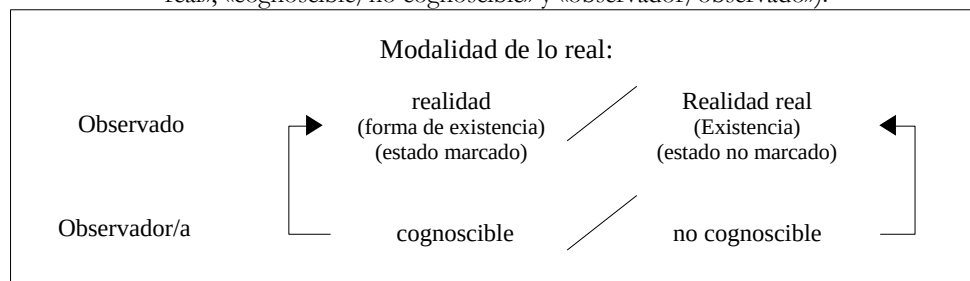 real», «cognoscible/no cognoscible» y «observador/observado»).
Modalidad de lo real:
Observado
realidad
(forma de existencia)
(estado marcado)
Realidad real
(Existencia)
(estado no marcado)
Observador/a
cognoscible
no cognoscible